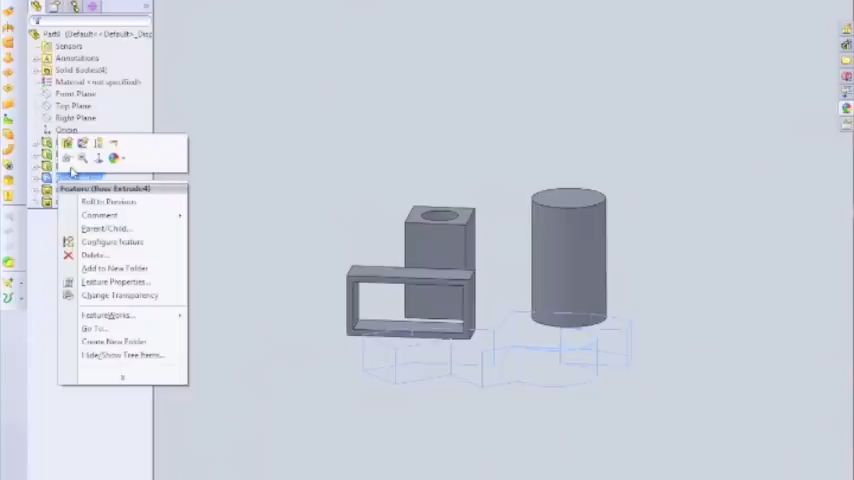 Part9 (Default<<Default>_Disp
Sensors
Annotations
Solid Bodies(4)
Material <not specified>
Front Plane
Top Plane
Right Plane
Origin
Feature (Boss-Extrude4)
Roll to Previous
Comment
Parent/Child...
Configure feature
Delete...
Add to New Folder
Feature Properties...
Change Transparency
FeatureWorks...
Go To...
Create New Folder
Hide/Show Tree Items...